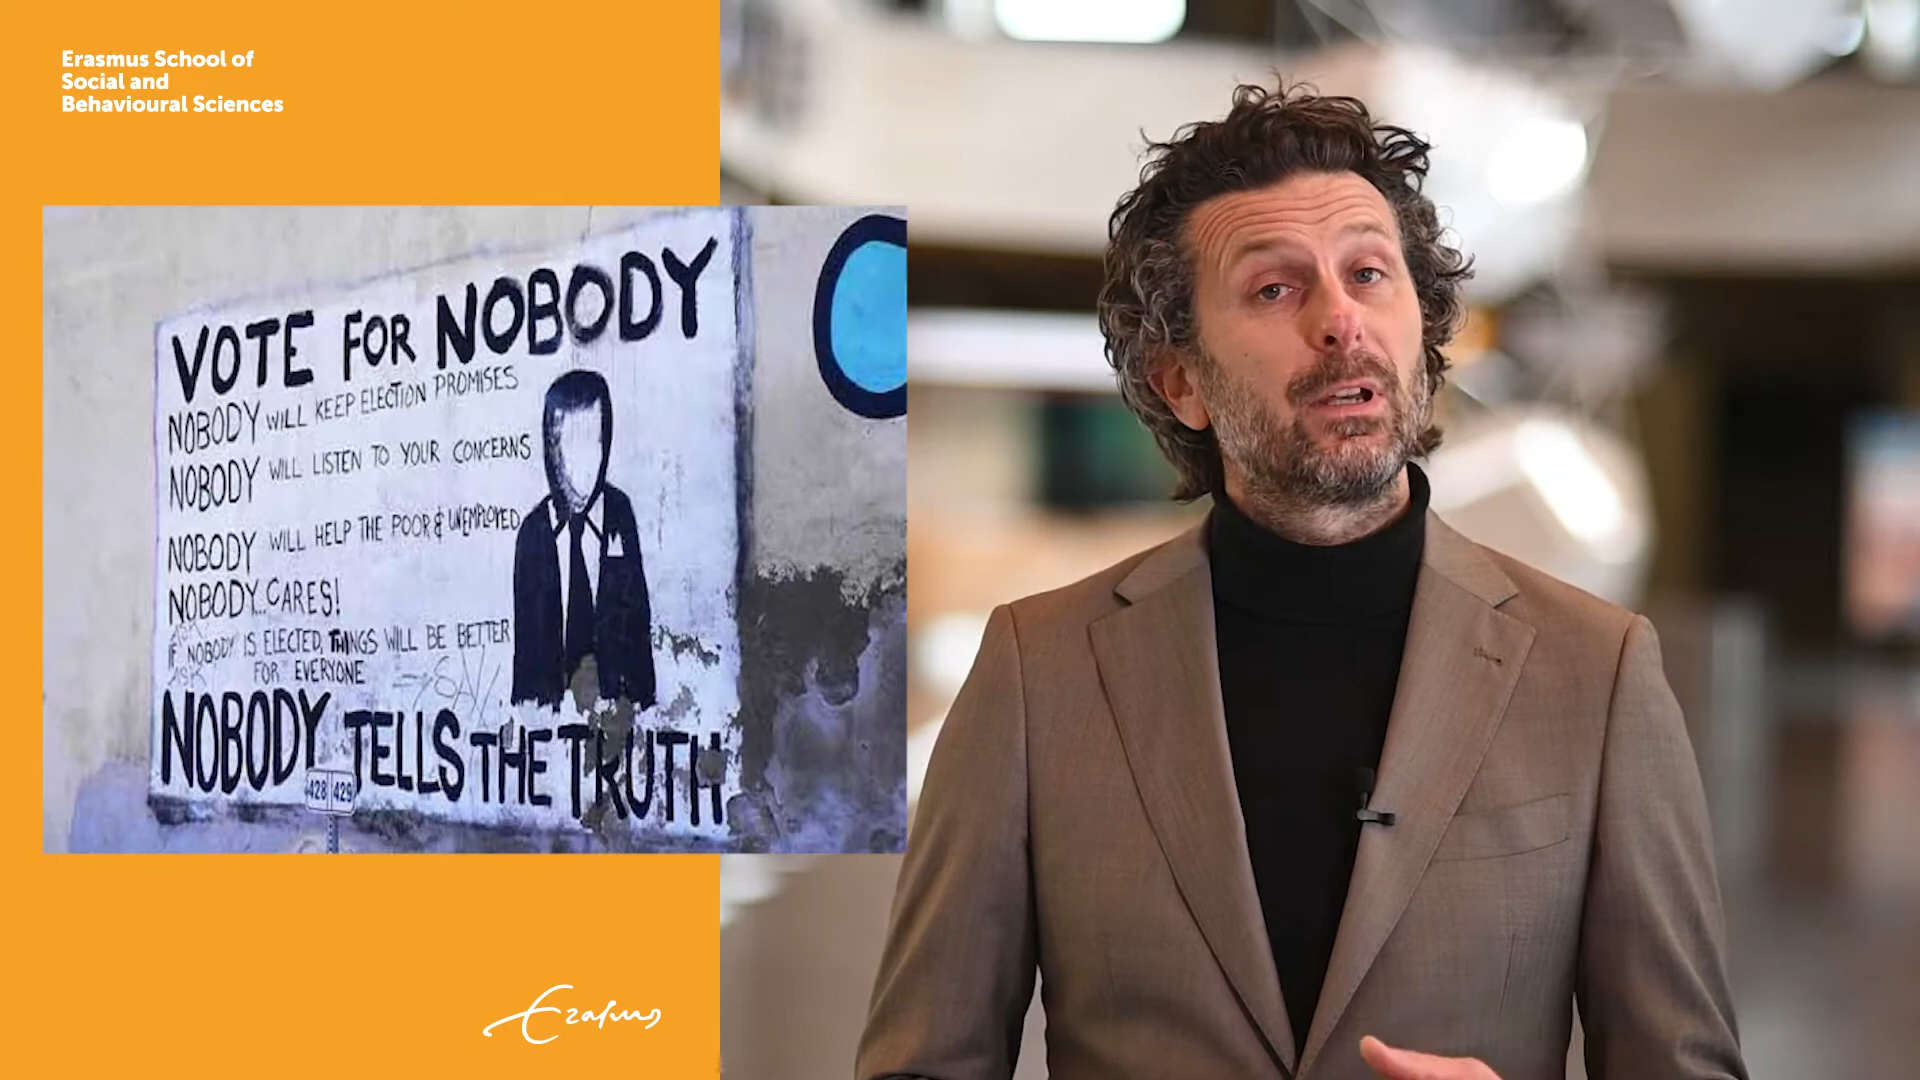 Erasmus School of
Social and
Behavioural Sciences
VOTE FOR NOBODY
NOBODY WILL KEEP ELECTION PROMISES
NOBODY WILL LISTEN TO YOUR CONCERNS
NOBODY WILL HELP THE POOR & UNEMPLOYED
NOBODY...CARES!
IF NOBODY IS ELECTED, THINGS WILL BE BETTER
FOR EVERYONE
NOBODY TELLS THE TRUTH
428 429
Erasmus